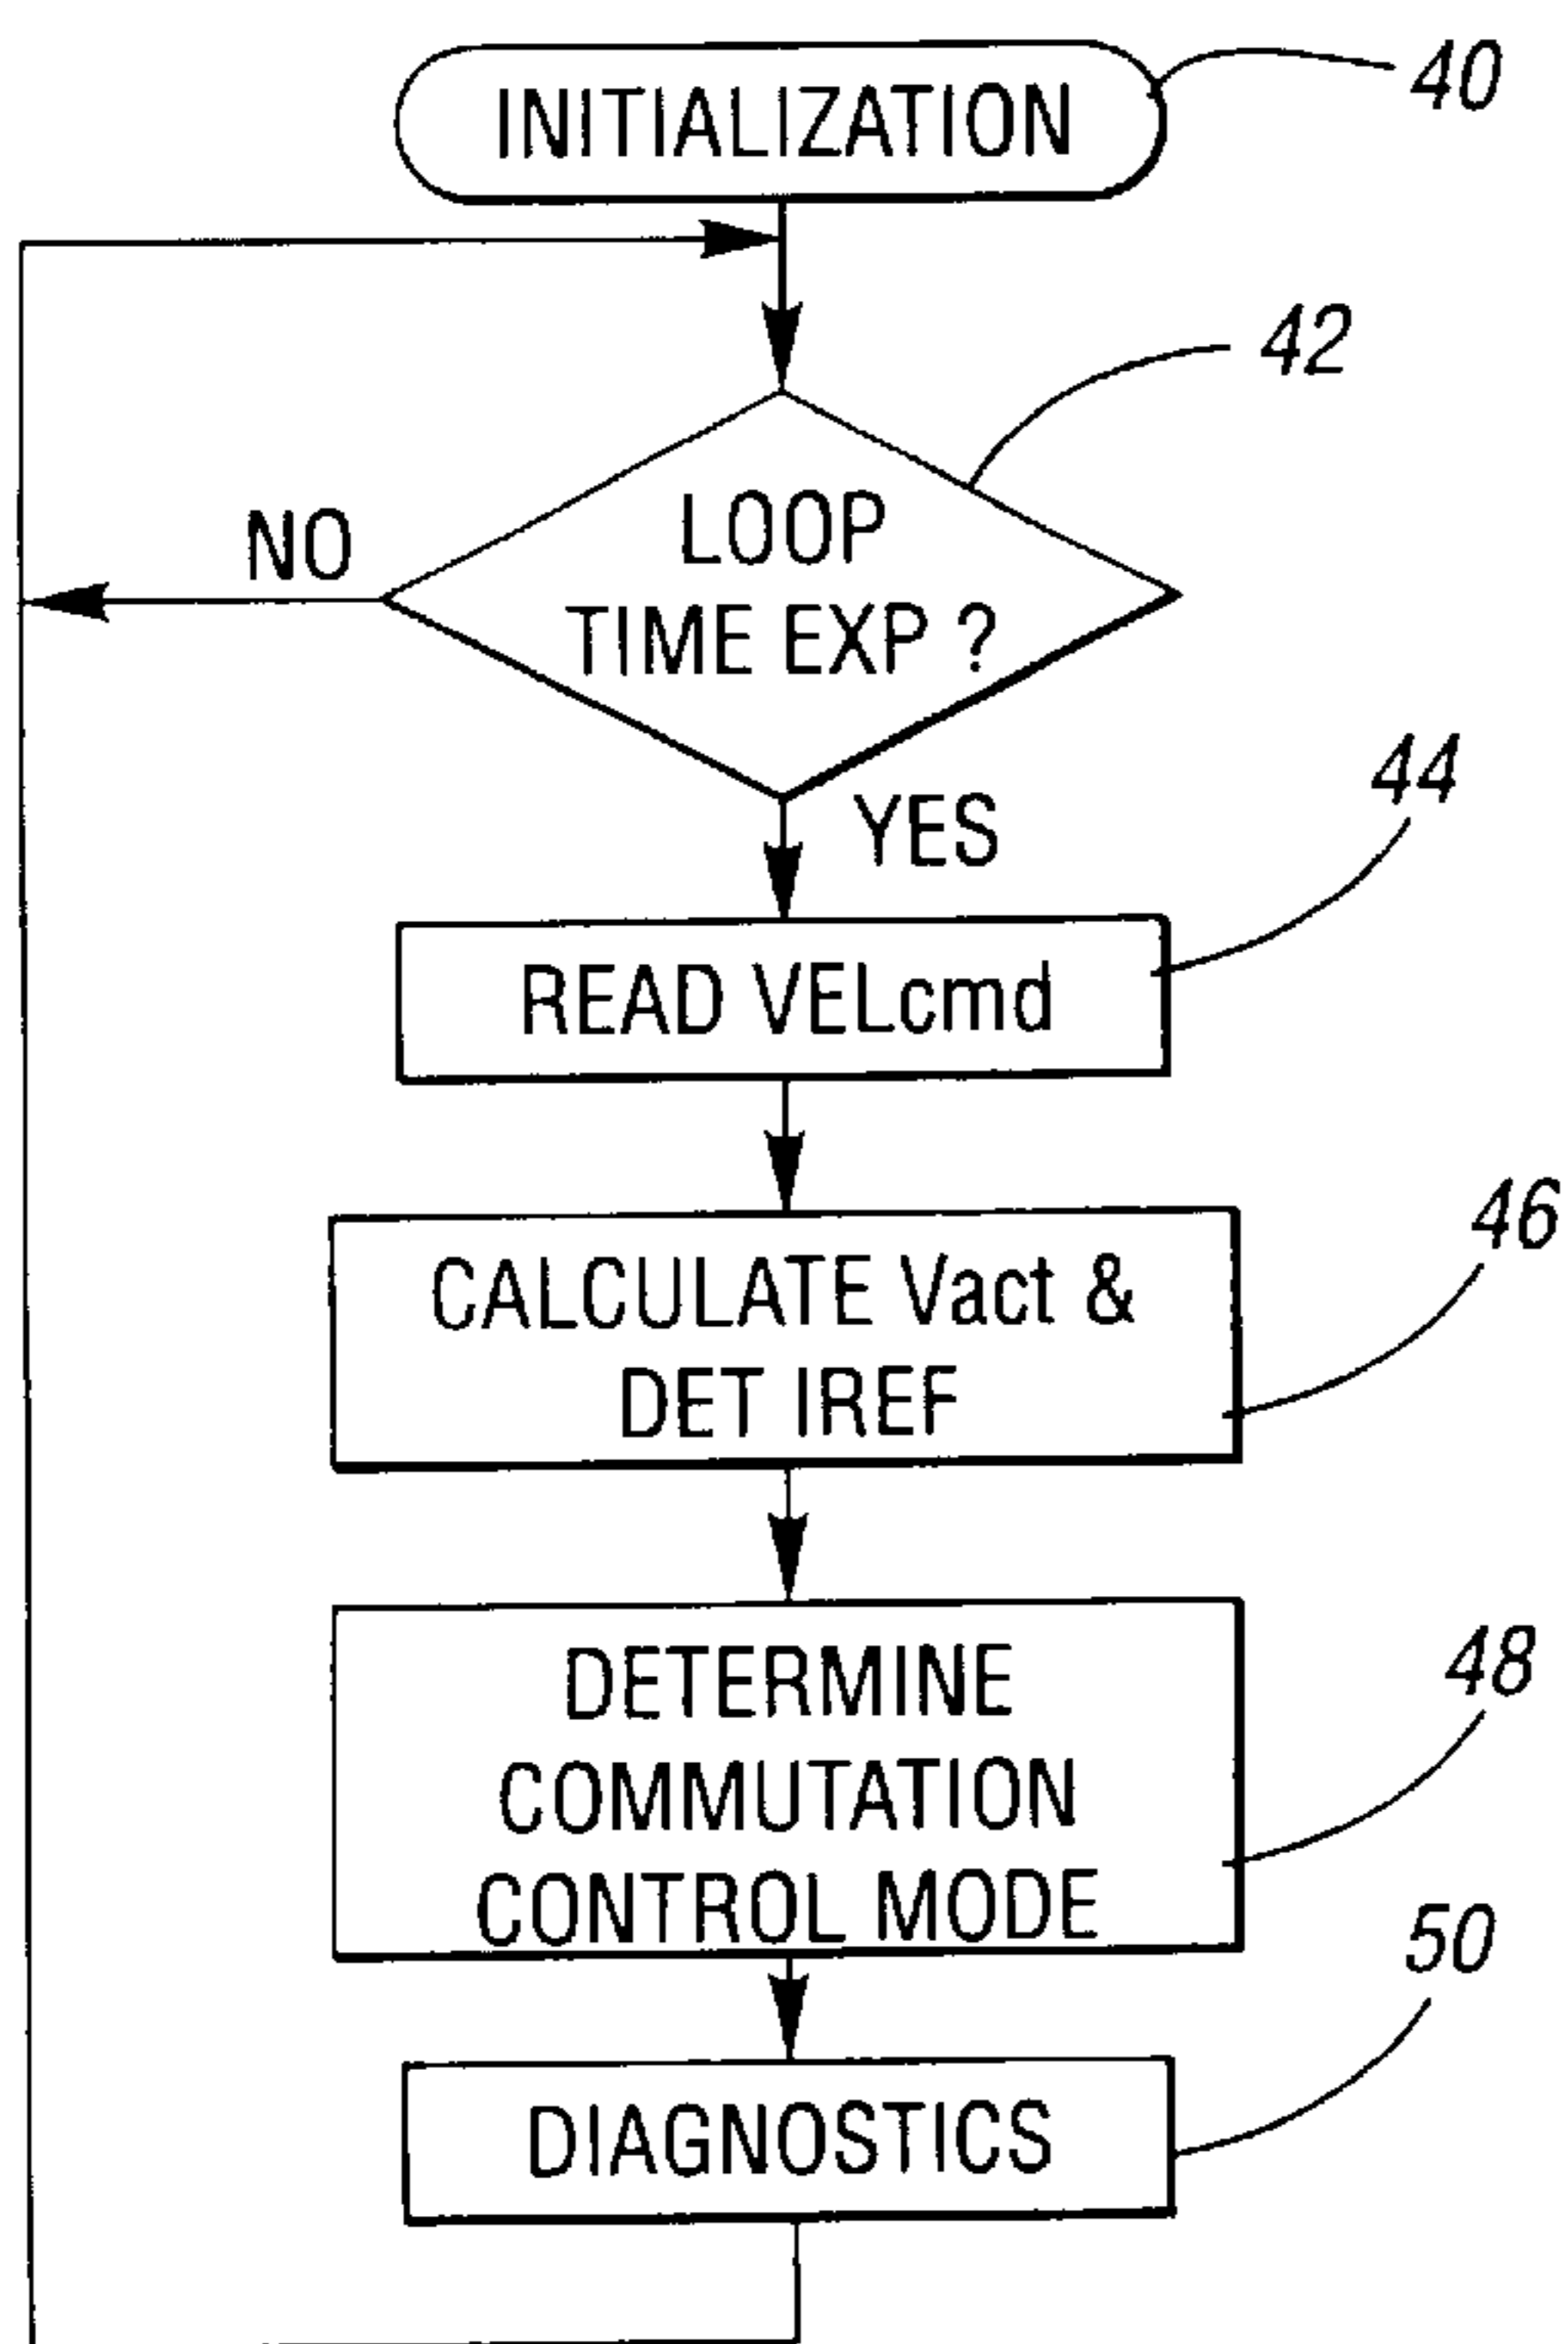 INITIALIZATION
40
42
LOOP
TIME EXP ?
NO
YES
44
READ VELcmd
46
CALCULATE Vact &
DET IREF
48
DETERMINE
COMMUTATION
CONTROL MODE
50
DIAGNOSTICS